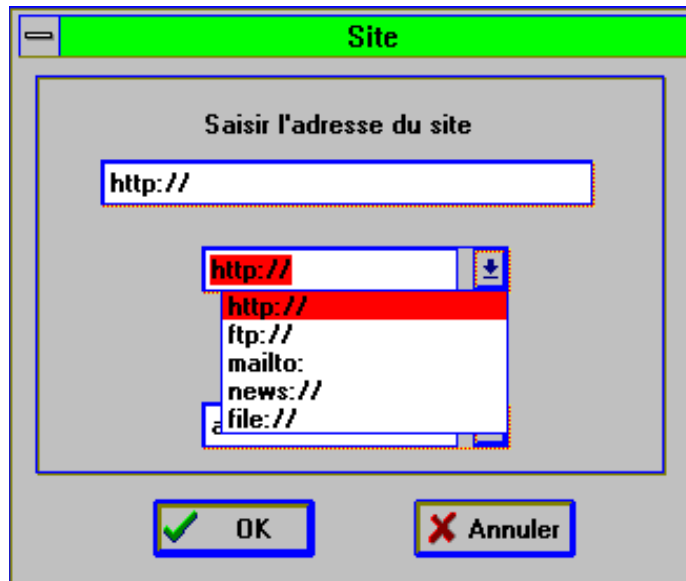 Site
Saisir l'adresse du site
http://
http://
http://
ftp://
mailto:
news://
file://
OK
Annuler